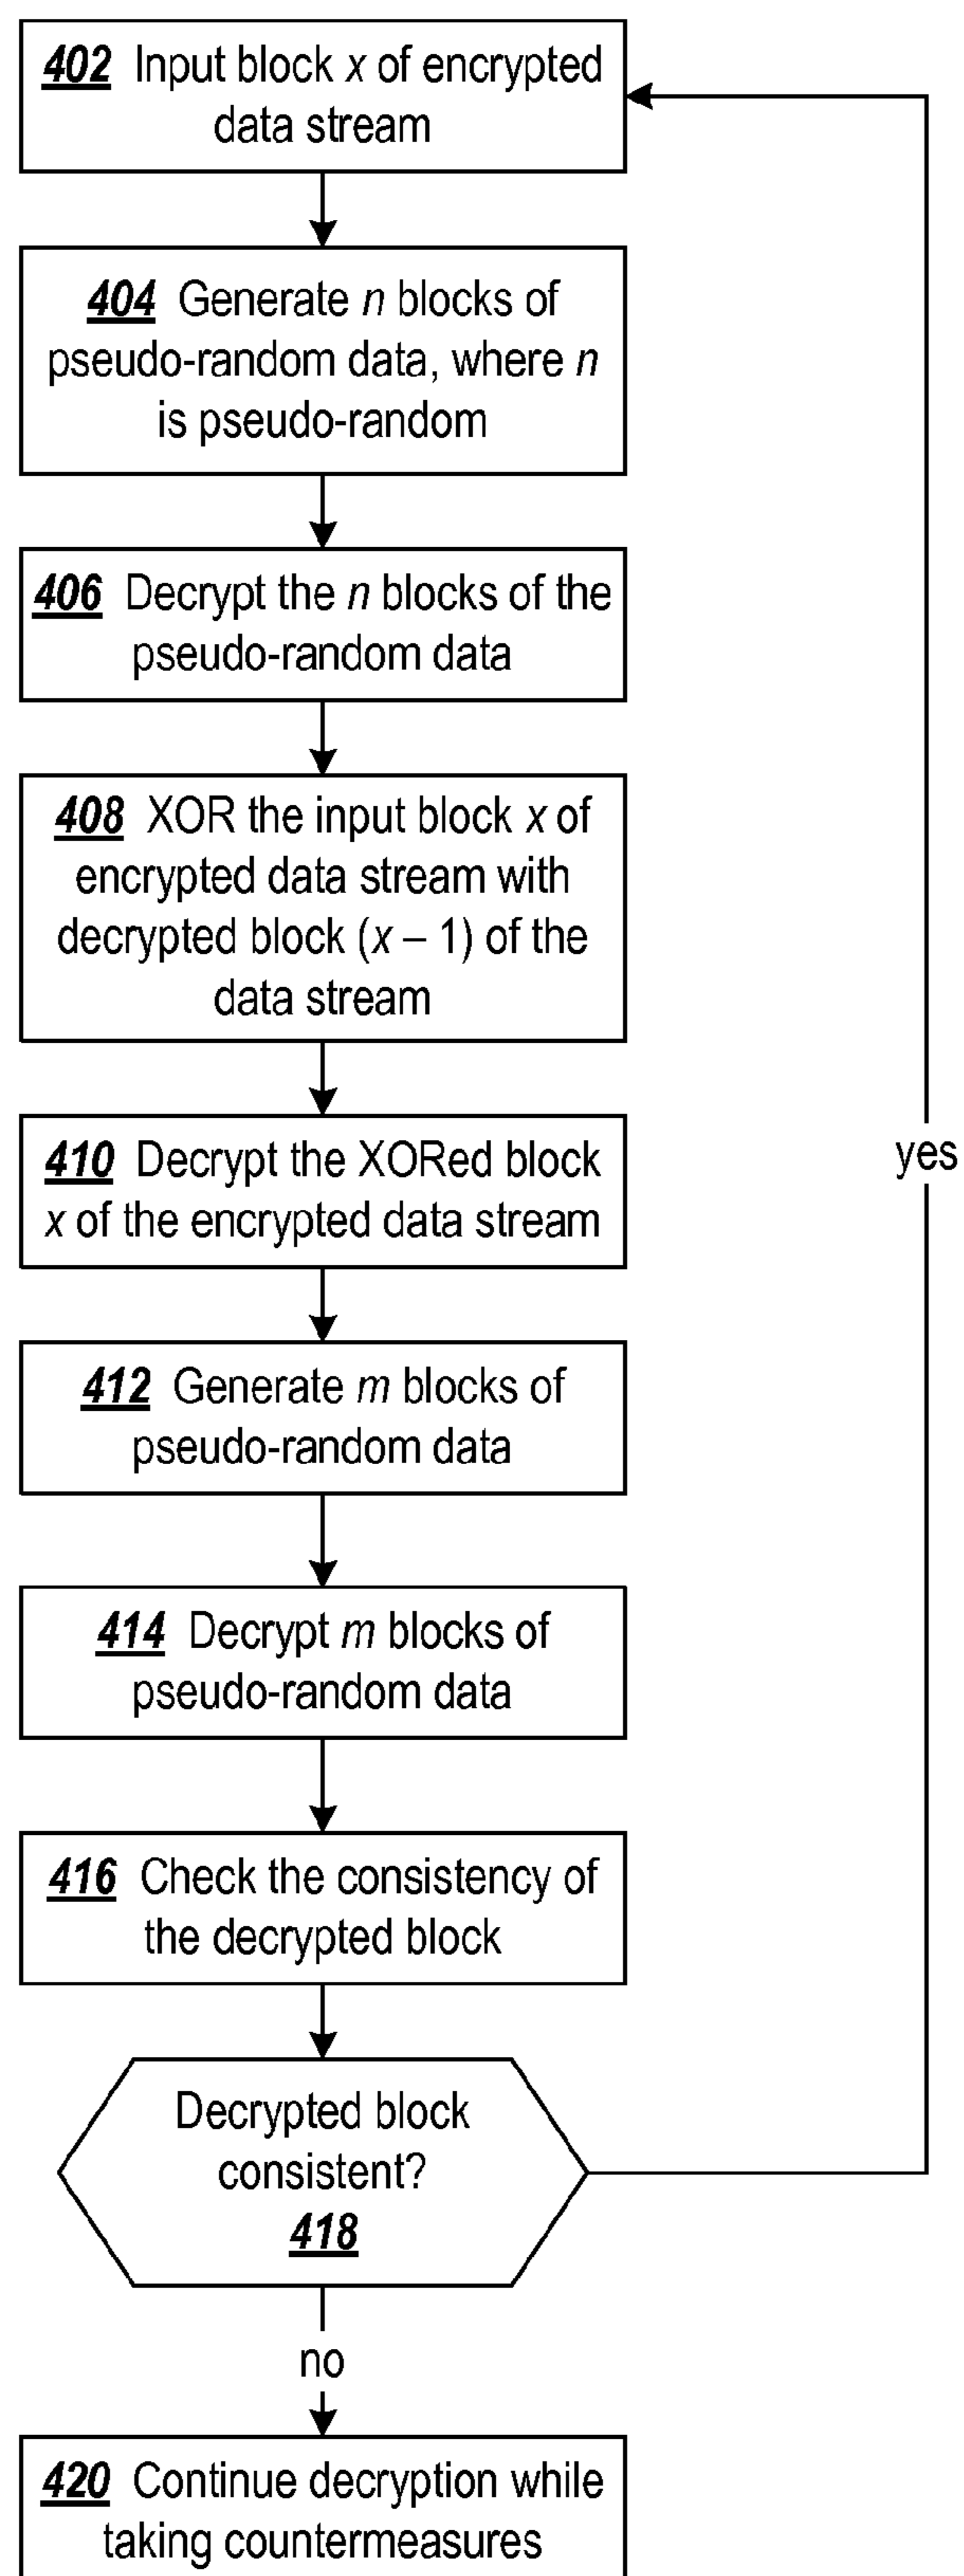 402 Input block x of encrypted
data stream
404 Generate n blocks of
pseudo-random data, where n
is pseudo-random
406 Decrypt the n blocks of the
pseudo-random data
408 XOR the input block x of
encrypted data stream with
decrypted block (x – 1) of the
data stream
410 Decrypt the XORed block
x of the encrypted data stream
yes
412 Generate m blocks of
pseudo-random data
414 Decrypt m blocks of
pseudo-random data
416 Check the consistency of
the decrypted block
Decrypted block
consistent?
418
no
420 Continue decryption while
taking countermeasures